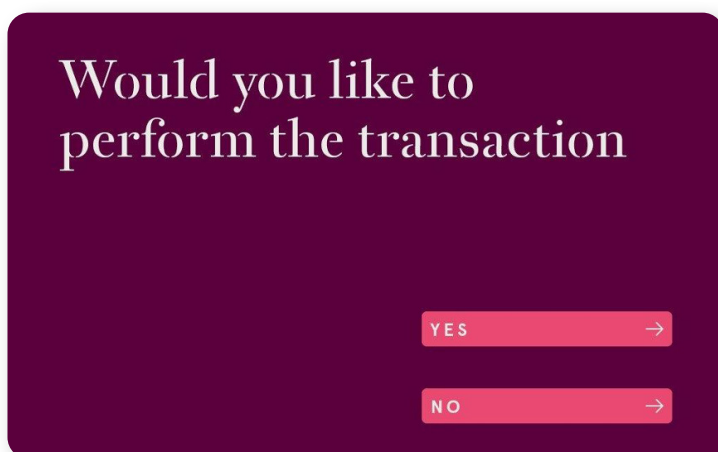 Would you like to
perform the transaction
YES
NO